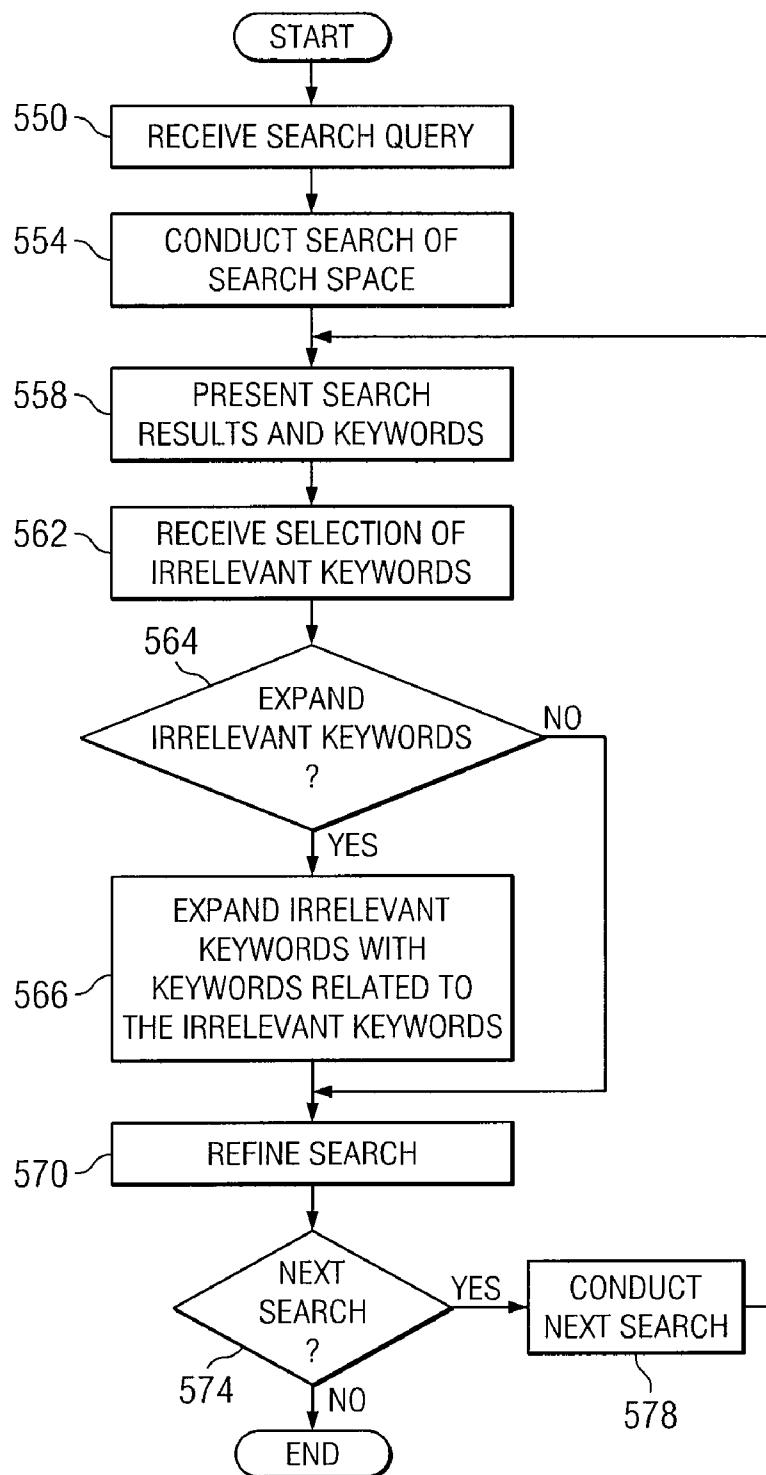 START
550
RECEIVE SEARCH QUERY
554
CONDUCT SEARCH OF
SEARCH SPACE
558
PRESENT SEARCH
RESULTS AND KEYWORDS
562
RECEIVE SELECTION OF
IRRELEVANT KEYWORDS
564
EXPAND
IRRELEVANT KEYWORDS
?
NO
YES
566
EXPAND IRRELEVANT
KEYWORDS WITH
KEYWORDS RELATED TO
THE IRRELEVANT KEYWORDS
570
REFINE SEARCH
574
NEXT
SEARCH
?
YES
CONDUCT
NEXT SEARCH
578
NO
END